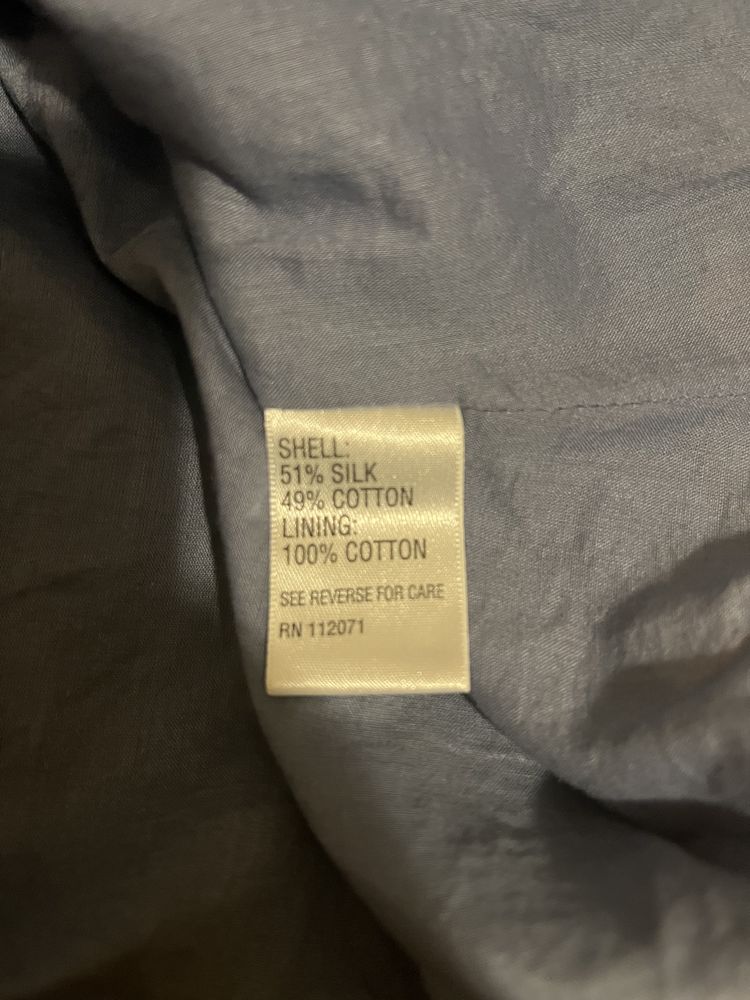 SHELL:
51% SILK
49% COTTON
LINING:
100% COTTON
SEE REVERSE FOR CARE
RN 112071